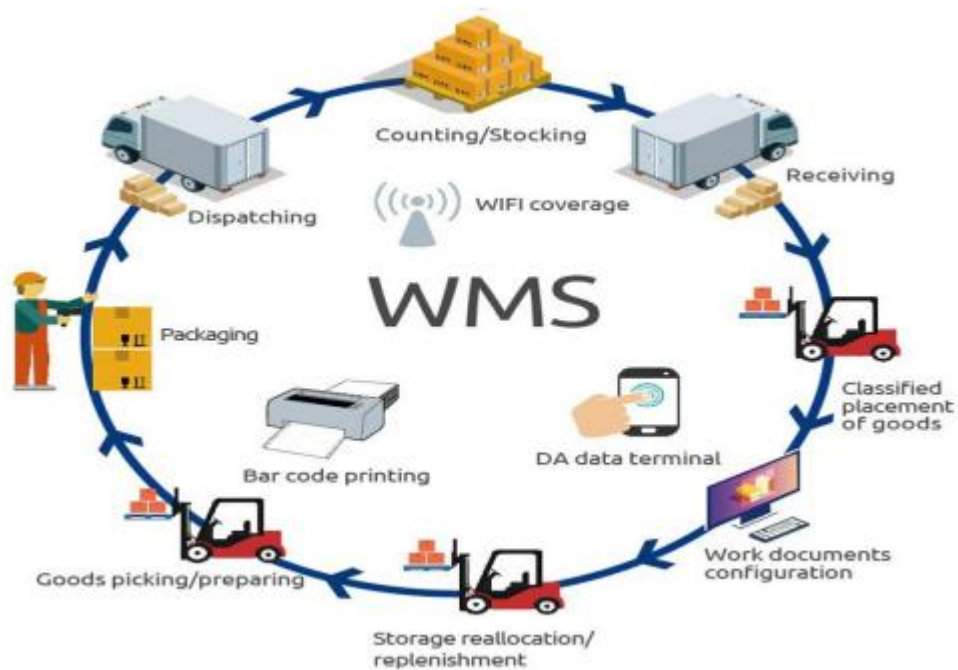 Counting/Stocking
Receiving
Dispatching
WIFI coverage
WMS
Packaging
Classified
placement
of goods
DA data terminal
Bar code printing
Work documents
configuration
Goods picking/preparing
Storage reallocation/
replenishment